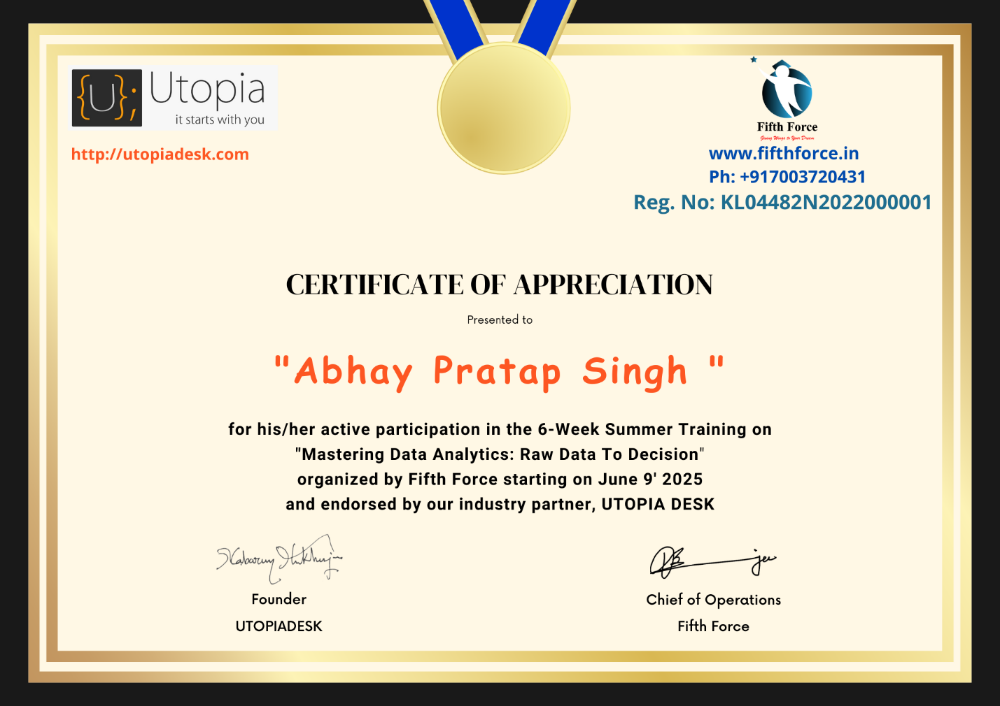 {U};
Utopia
it starts with you
http://utopiadesk.com
Fifth Force
Giving Wings to Your Dream
www.fifthforce.in
Ph: +917003720431
Reg. No: KL04482N2022000001
CERTIFICATE OF APPRECIATION
Presented to
"Abhay Pratap Singh "
for his/her active participation in the 6-Week Summer Training on
"Mastering Data Analytics: Raw Data To Decision"
organized by Fifth Force starting on June 9' 2025
and endorsed by our industry partner, UTOPIA DESK
Founder
UTOPIADESK
Chief of Operations
Fifth Force